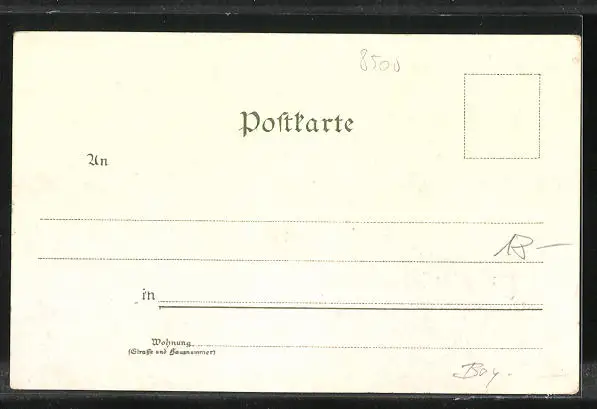 8500
Postkarte
An
in
Wohnung
(Straße und Hausnummer)
Bay.